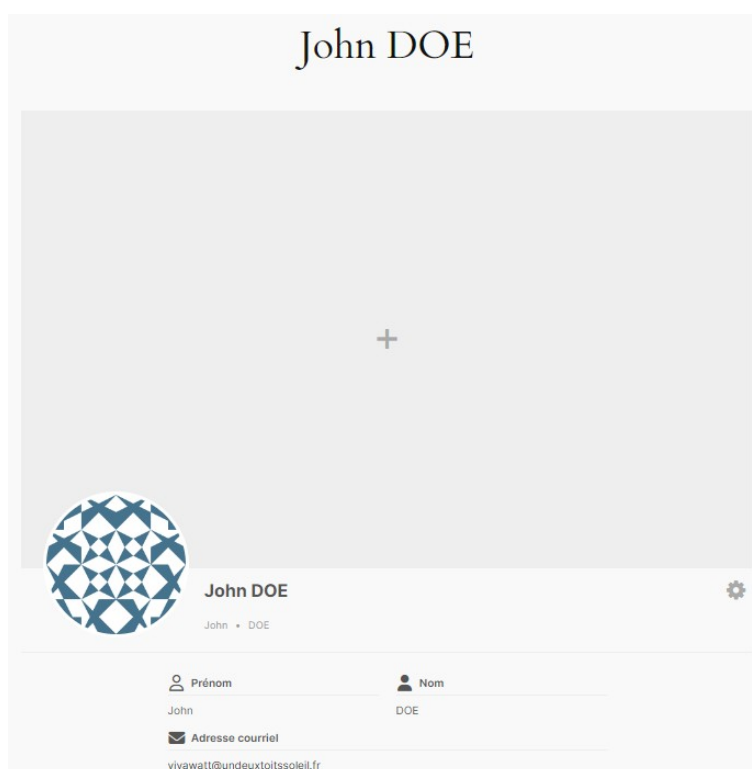 John DOE
John DOE
John • DOE
Prénom
Nom
John
DOE
Adresse courriel
vivawatt@undeuxtoitssoleil.fr